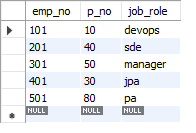 emp_no p_no job_role
101 10 devops
201 40 sde
301 50 manager
401 30 jpa
501 80 pa
NULL NULL NULL